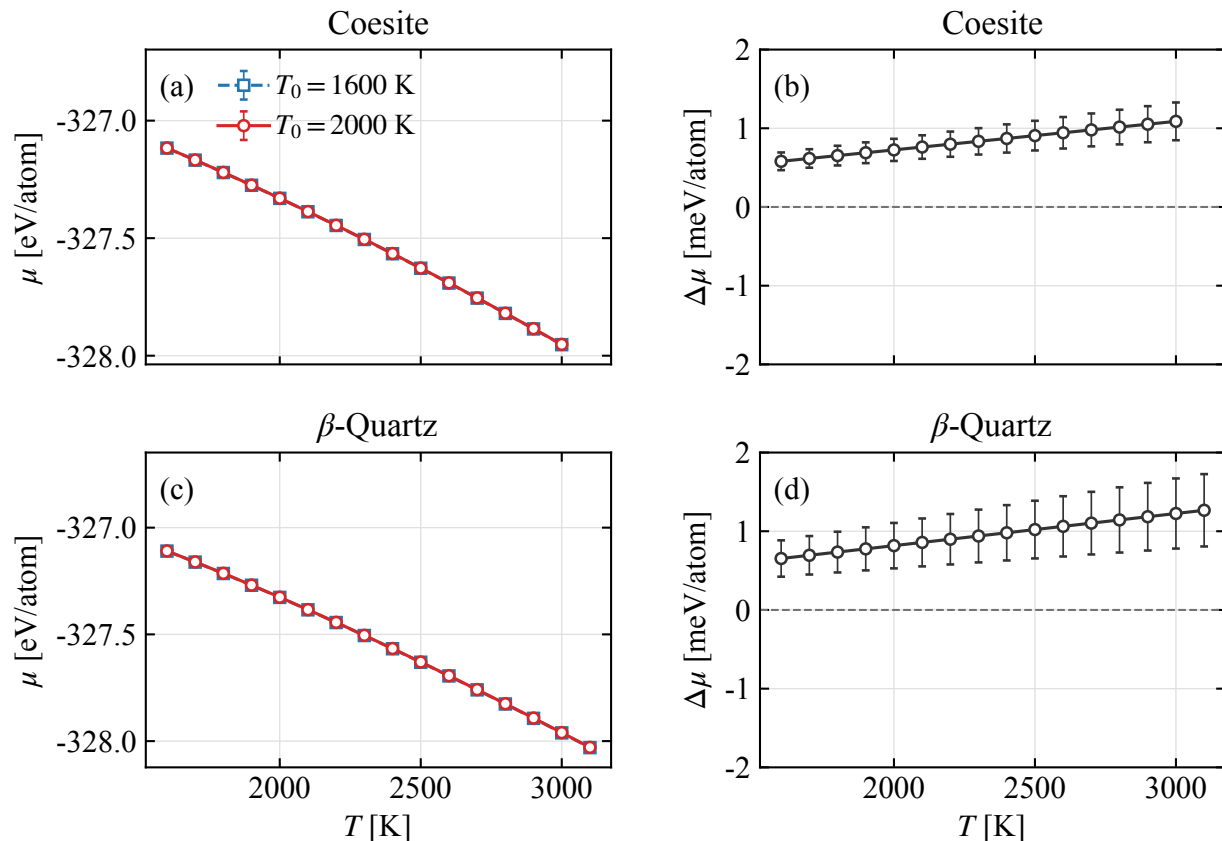 Coesite
(a)
T₀ = 1600 K
T₀ = 2000 K
-327.0
-327.5
-328.0
μ [eV/atom]
Coesite
(b)
2
1
0
-1
-2
Δμ [meV/atom]
β-Quartz
(c)
-327.0
-327.5
-328.0
μ [eV/atom]
2000 2500 3000
T [K]
β-Quartz
(d)
2
1
0
-1
-2
Δμ [meV/atom]
2000 2500 3000
T [K]